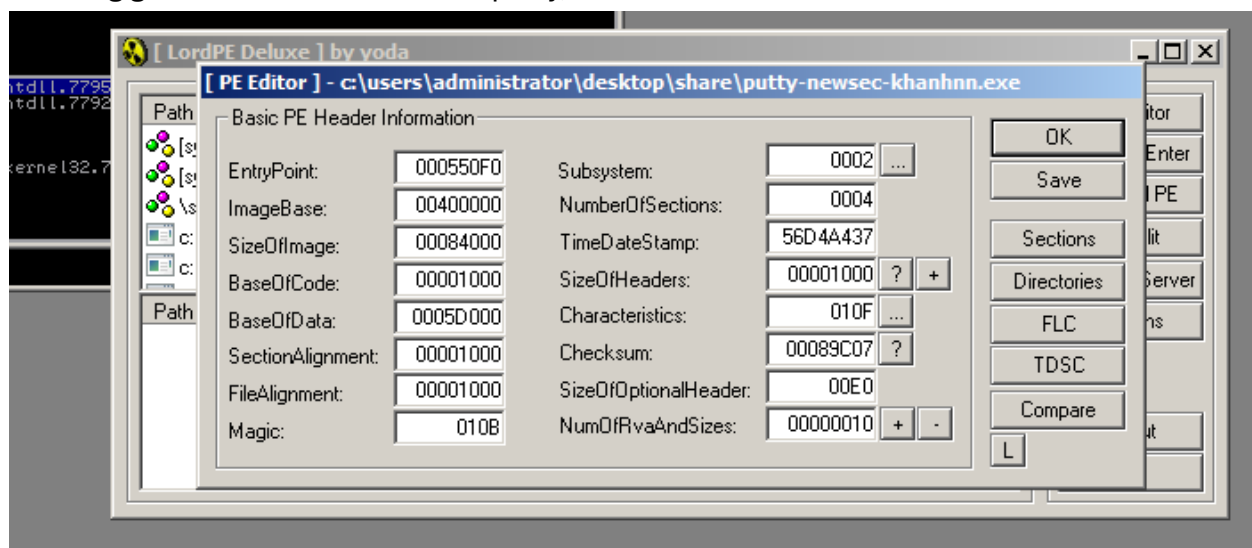 [ LordPE Deluxe ] by yoda
[ PE Editor ] - c:\users\administrator\desktop\share\putty-newsec-khanhnn.exe
ntdll.7795
ntdll.7792
kernel32.7
Path
[sy
[sy
\s
c:
c:
Path
Basic PE Header Information
EntryPoint: 000550F0
ImageBase: 00400000
SizeOfImage: 00084000
BaseOfCode: 00001000
BaseOfData: 0005D000
SectionAlignment: 00001000
FileAlignment: 00001000
Magic: 010B
Subsystem: 0002 ...
NumberOfSections: 0004
TimeDateStamp: 56D4A437
SizeOfHeaders: 00001000 ? +
Characteristics: 010F ...
Checksum: 00089C07 ?
SizeOfOptionalHeader: 00E0
NumOfRvaAndSizes: 00000010 + -
OK
Save
Sections
Directories
FLC
TDSC
Compare
L
itor
Enter
PE
lit
Server
ns
ut